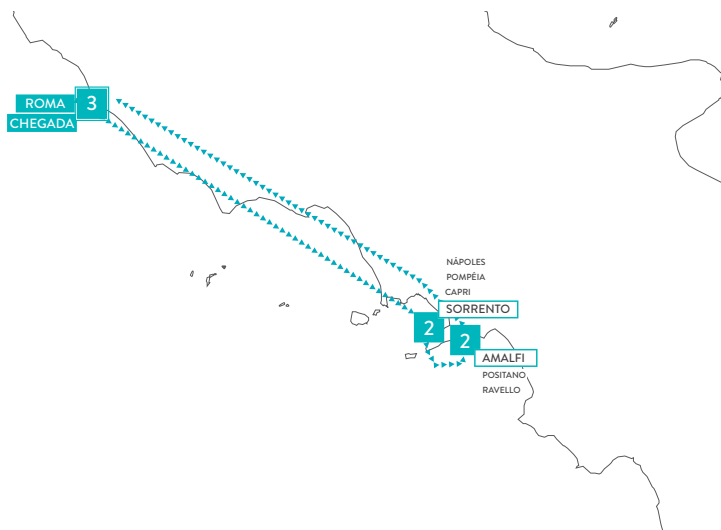 ROMA
3
CHEGADA
NÁPOLES
POMPÉIA
CAPRI
SORRENTO
2
2
AMALFI
POSITANO
RAVELLO